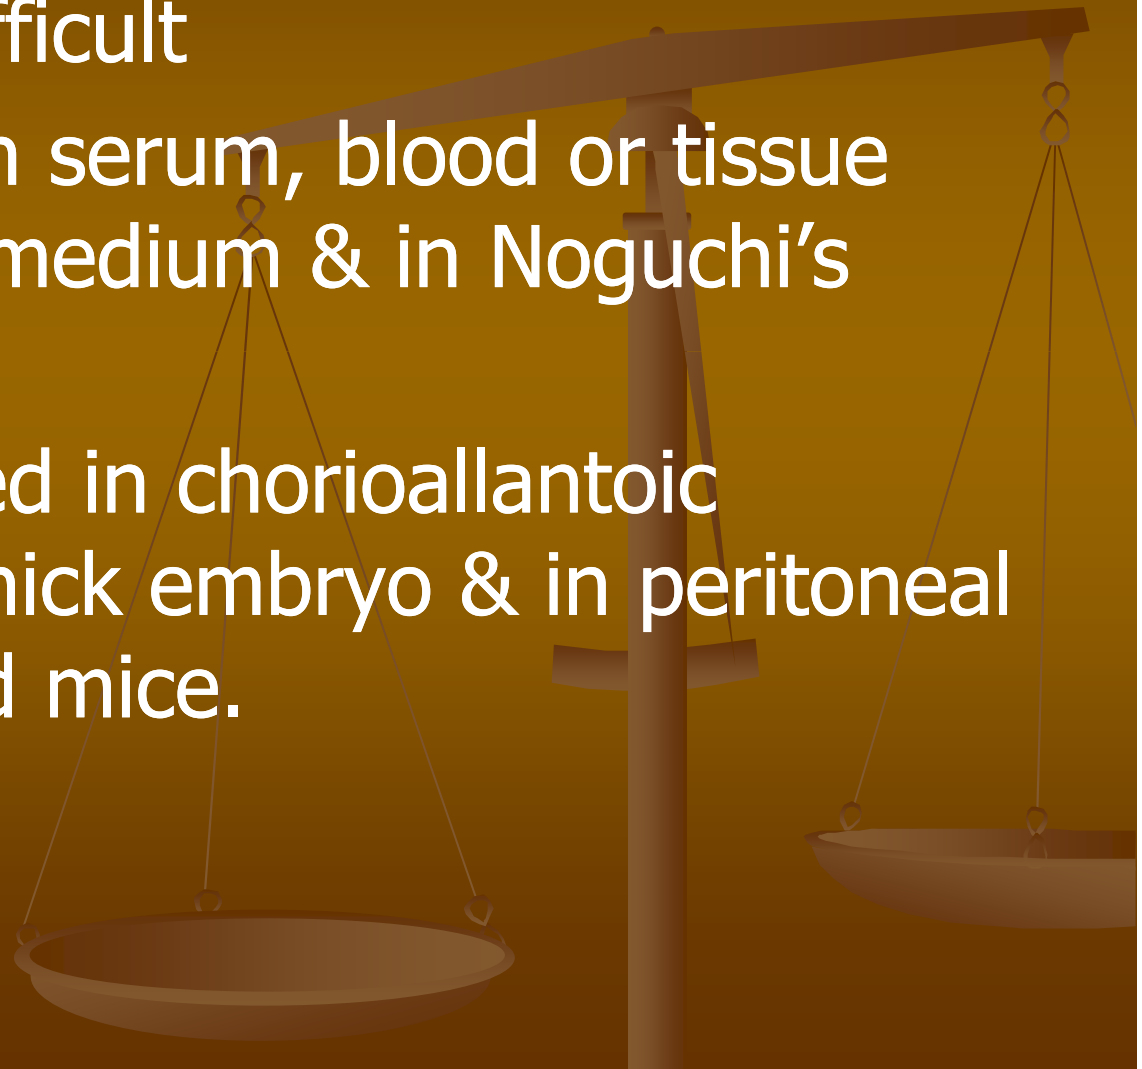 fficult
n serum, blood or tissue
medium & in Noguchi’s
ed in chorioallantoic
hick embryo & in peritoneal
d mice.